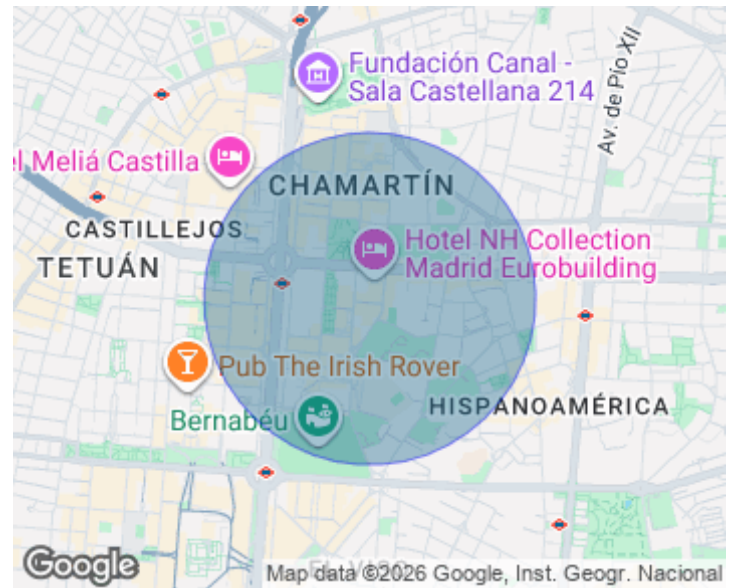 Fundación Canal -
Sala Castellana 214
Av. de Pío XII
el Meliá Castilla
CHAMARTÍN
CASTILLEJOS
TETUÁN
Hotel NH Collection
Madrid Eurobuilding
Pub The Irish Rover
Bernabéu
HISPANOAMÉRICA
Google
Map data ©2026 Google, Inst. Geogr. Nacional